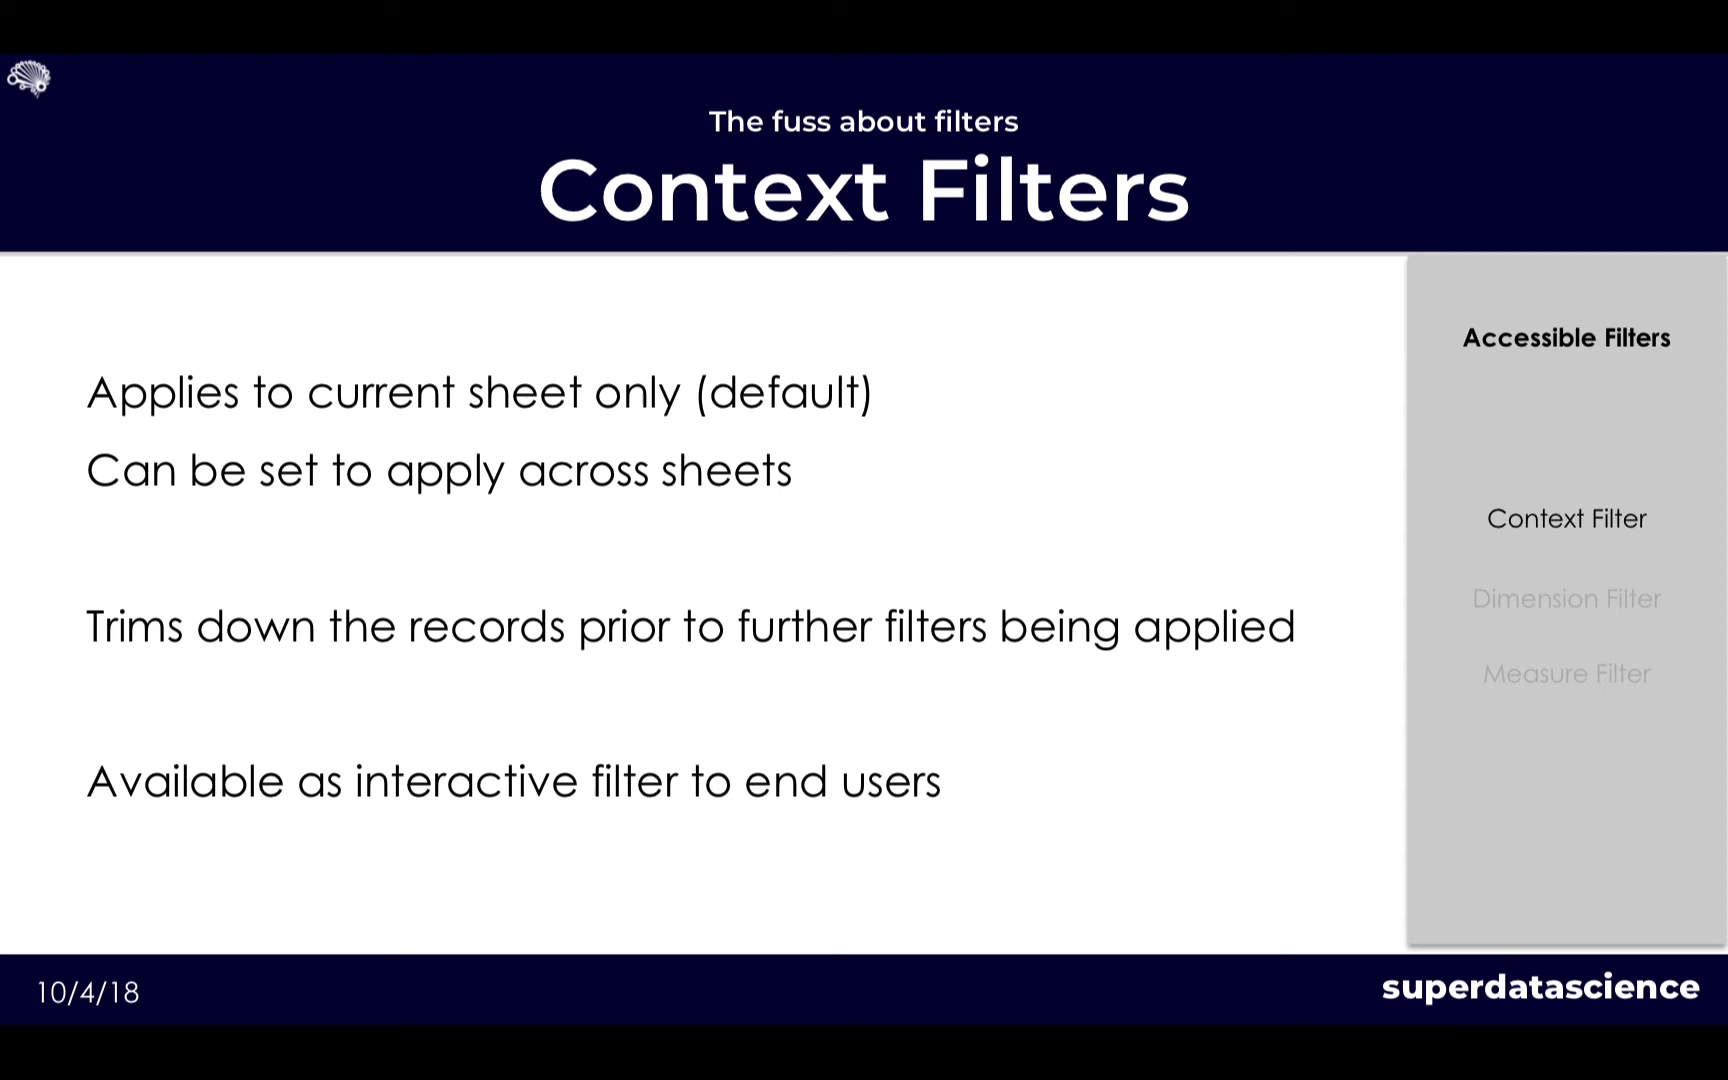 The fuss about filters
Context Filters
Applies to current sheet only (default)
Can be set to apply across sheets
Trims down the records prior to further filters being applied
Available as interactive filter to end users
Accessible Filters
Context Filter
Dimension Filter
Measure Filter
10/4/18
superdatascience